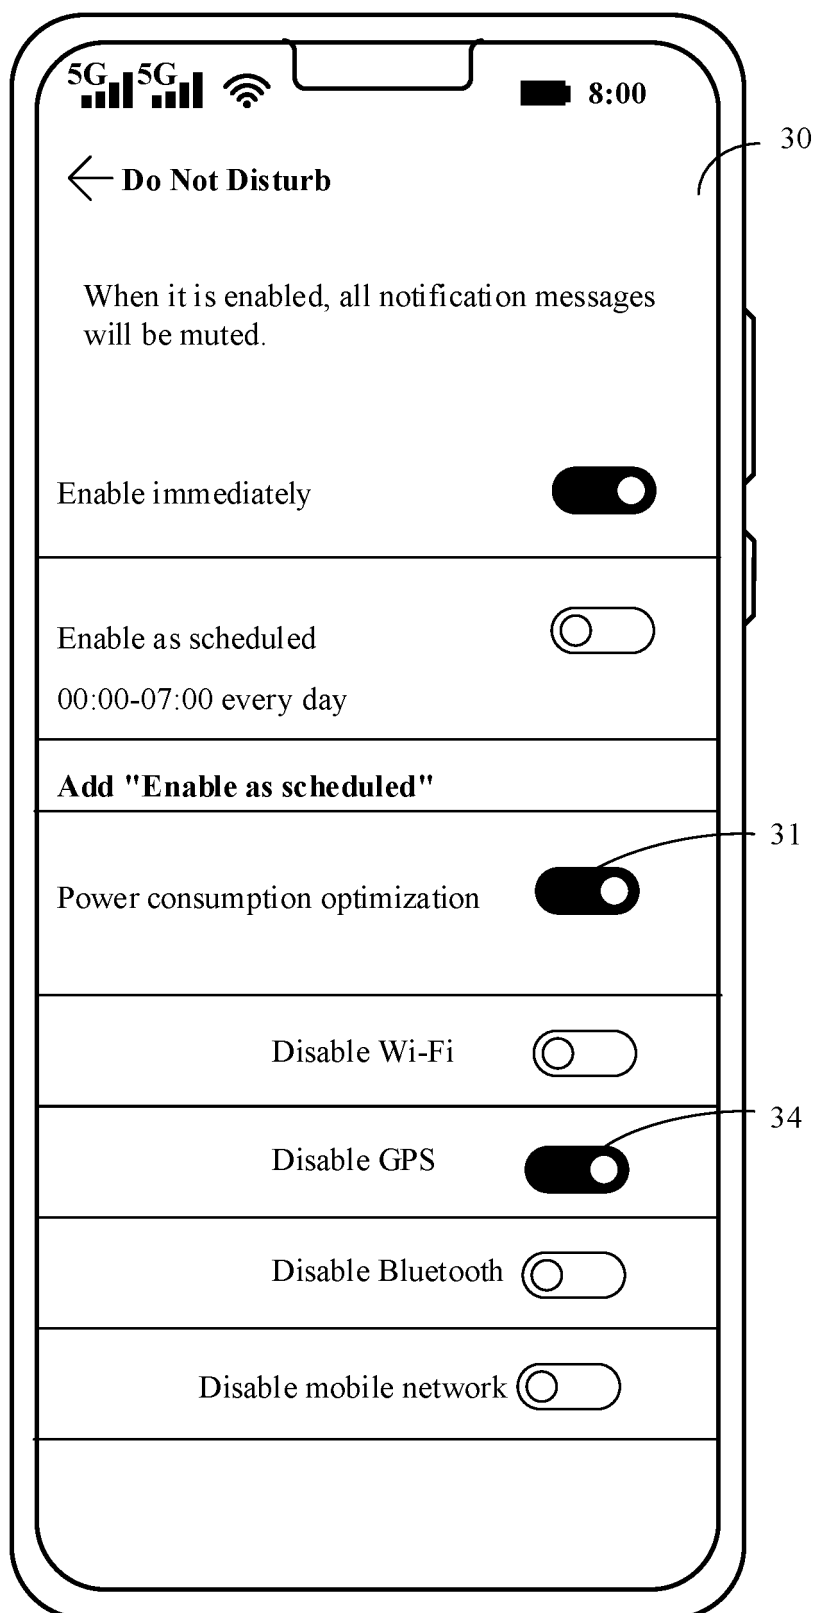 5G 5G 8:00
30
Do Not Disturb
When it is enabled, all notification messages
will be muted.
Enable immediately
Enable as scheduled
00:00-07:00 every day
Add "Enable as scheduled"
31
Power consumption optimization
Disable Wi-Fi
34
Disable GPS
Disable Bluetooth
Disable mobile network